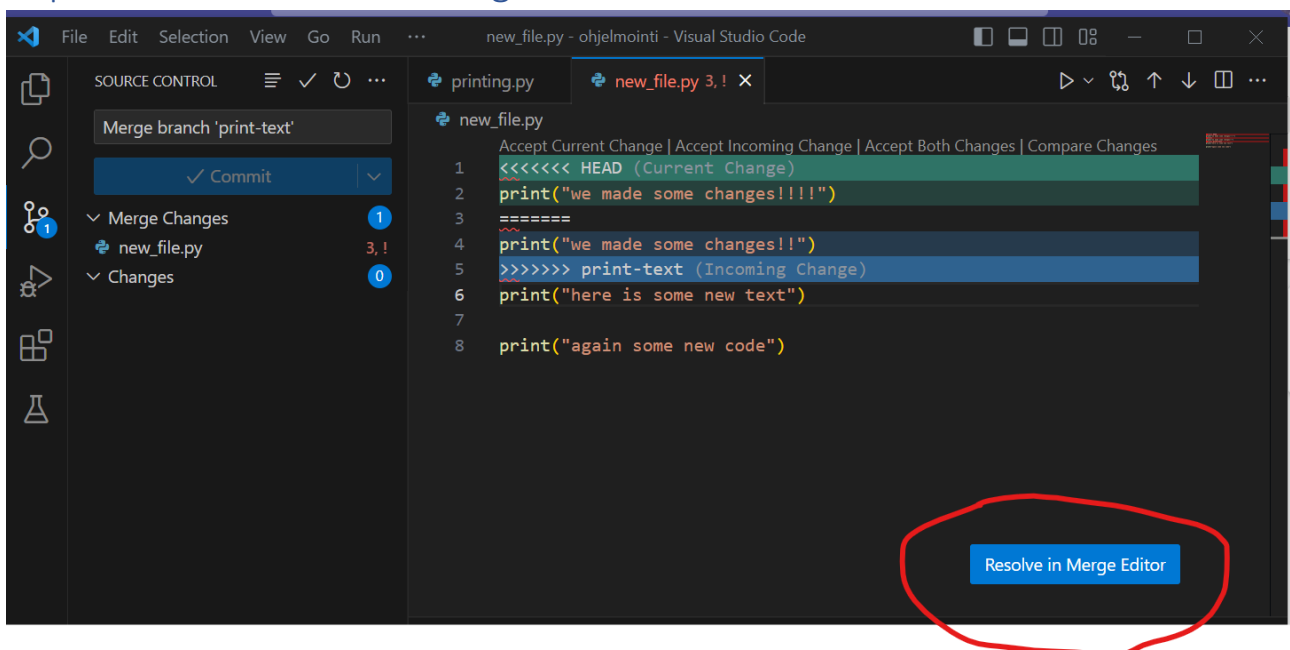 File Edit Selection View Go Run ··· new_file.py - ohjelmointi - Visual Studio Code
SOURCE CONTROL
printing.py new_file.py 3, !
Merge branch 'print-text'
new_file.py
Accept Current Change | Accept Incoming Change | Accept Both Changes | Compare Changes
Commit
1 <<<<<<< HEAD (Current Change)
2 print("we made some changes!!!!")
3 =======
4 print("we made some changes!!")
5 >>>>>>> print-text (Incoming Change)
6 print("here is some new text")
7
8 print("again some new code")
1
Merge Changes 1
new_file.py 3, !
Changes 0
Resolve in Merge Editor